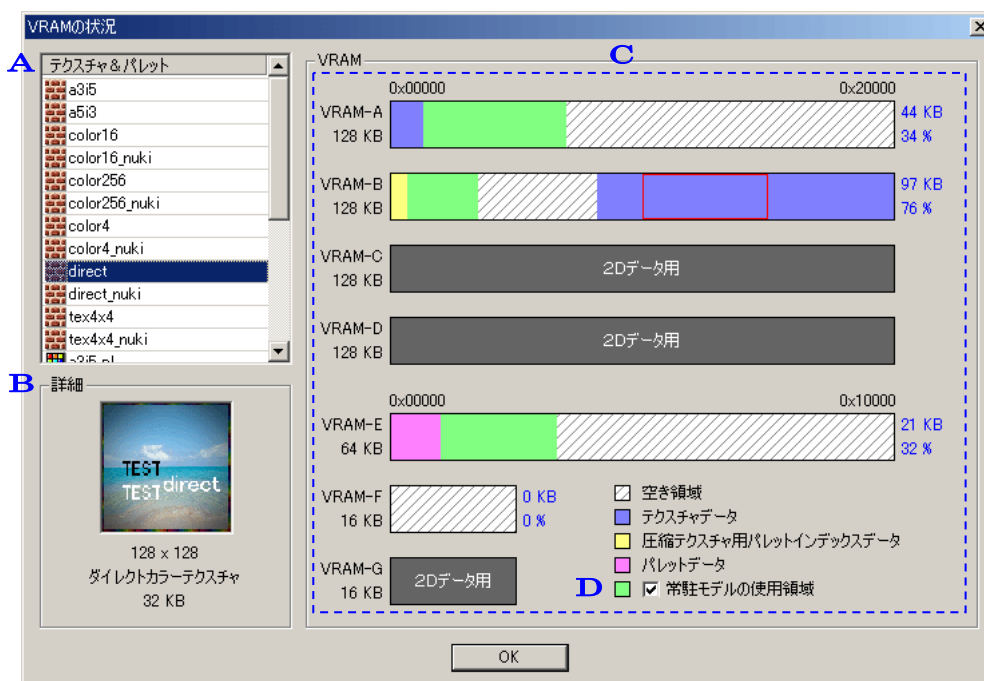 VRAMの状況
A
テクスチャ&パレット
a3i5
a5i3
color16
color16_nuki
color256
color256_nuki
color4
color4_nuki
direct
direct_nuki
tex4x4
tex4x4_nuki
a3i5_pl
B
詳細
TEST
TEST direct
128 x 128
ダイレクトカラーテクスチャ
32 KB
VRAM
C
0x00000 0x20000
VRAM-A
128 KB
44 KB
34 %
VRAM-B
128 KB
97 KB
76 %
VRAM-C
128 KB
2Dデータ用
VRAM-D
128 KB
2Dデータ用
0x00000 0x10000
VRAM-E
64 KB
21 KB
32 %
VRAM-F
16 KB
0 KB
0 %
VRAM-G
16 KB
2Dデータ用
空き領域
テクスチャデータ
圧縮テクスチャ用パレットインデックスデータ
パレットデータ
D
常駐モデルの使用領域
OK